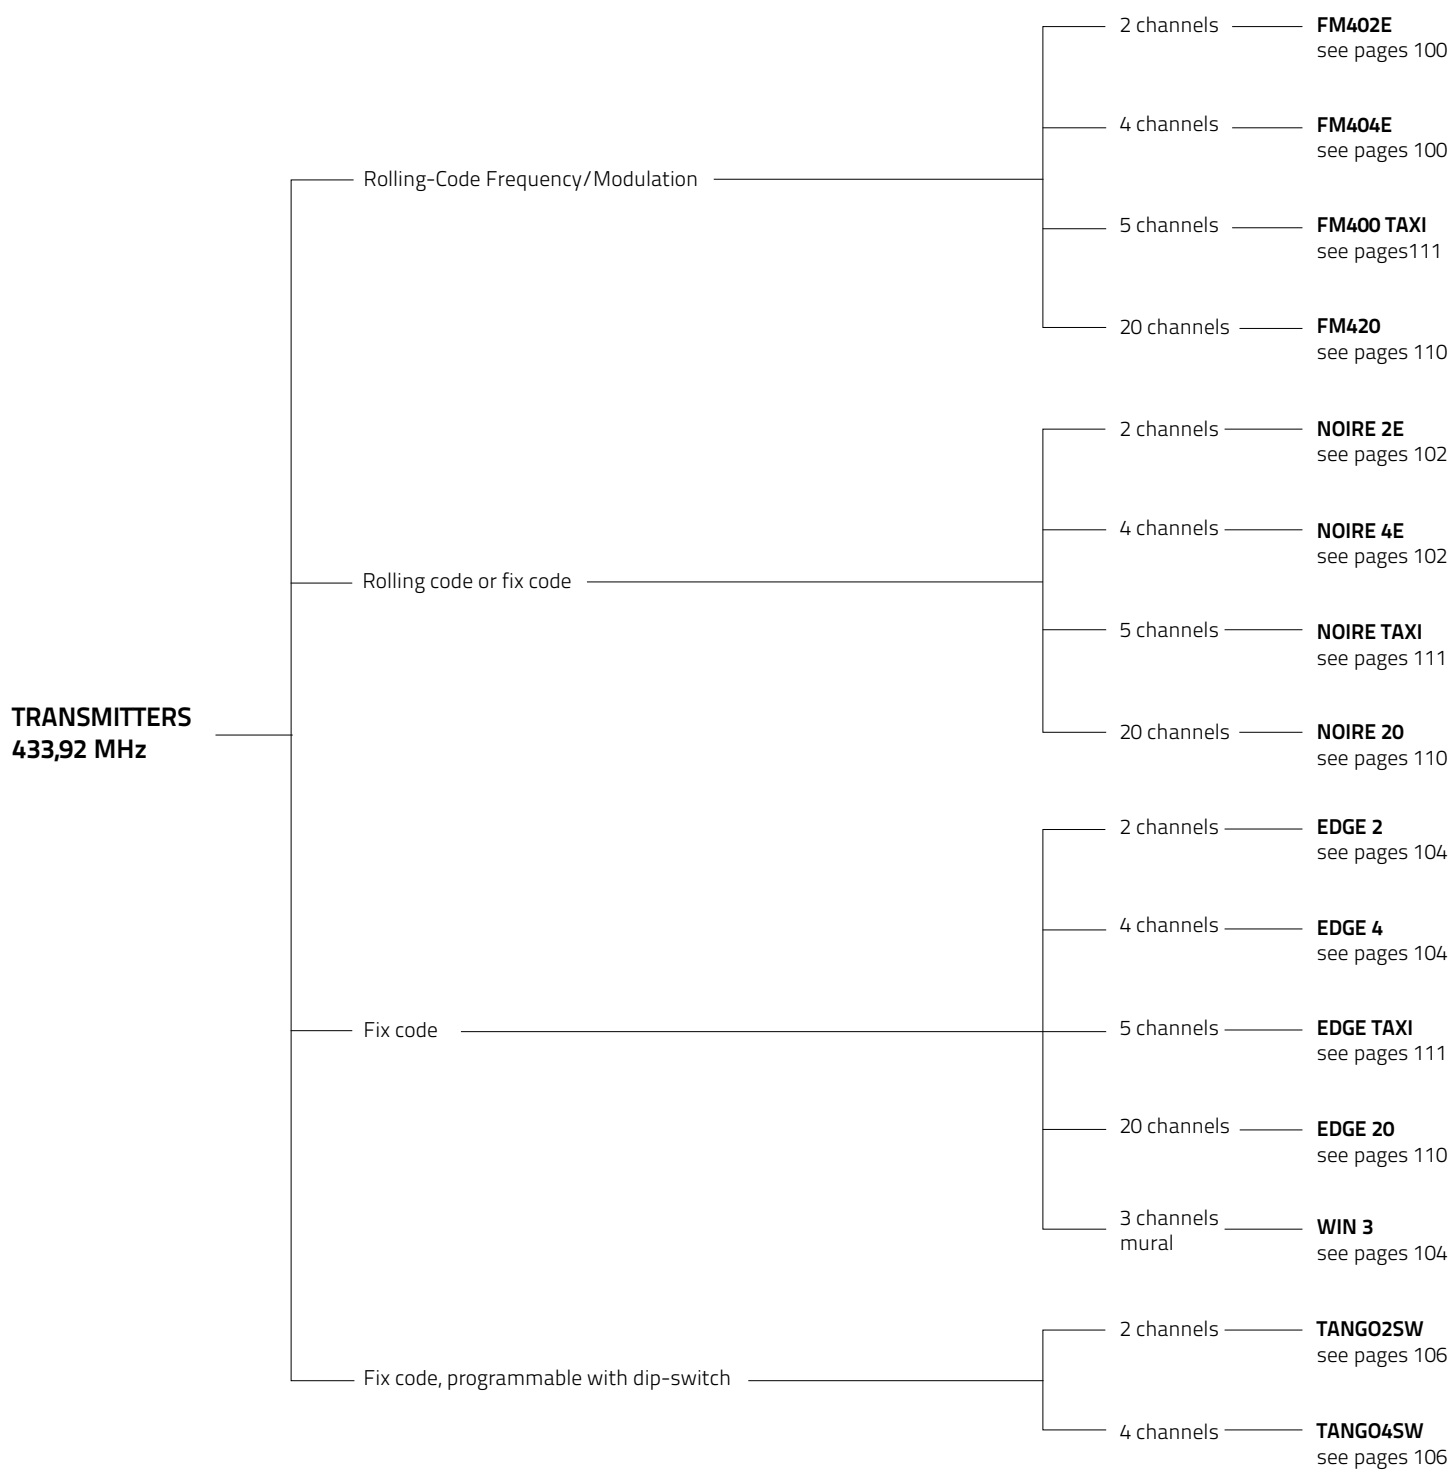 TRANSMITTERS
433,92 MHz
Rolling-Code Frequency/Modulation
2 channels
FM402E
see pages 100
4 channels
FM404E
see pages 100
5 channels
FM400 TAXI
see pages111
20 channels
FM420
see pages 110
Rolling code or fix code
2 channels
NOIRE 2E
see pages 102
4 channels
NOIRE 4E
see pages 102
5 channels
NOIRE TAXI
see pages 111
20 channels
NOIRE 20
see pages 110
Fix code
2 channels
EDGE 2
see pages 104
4 channels
EDGE 4
see pages 104
5 channels
EDGE TAXI
see pages 111
20 channels
EDGE 20
see pages 110
3 channels
mural
WIN 3
see pages 104
Fix code, programmable with dip-switch
2 channels
TANGO2SW
see pages 106
4 channels
TANGO4SW
see pages 106